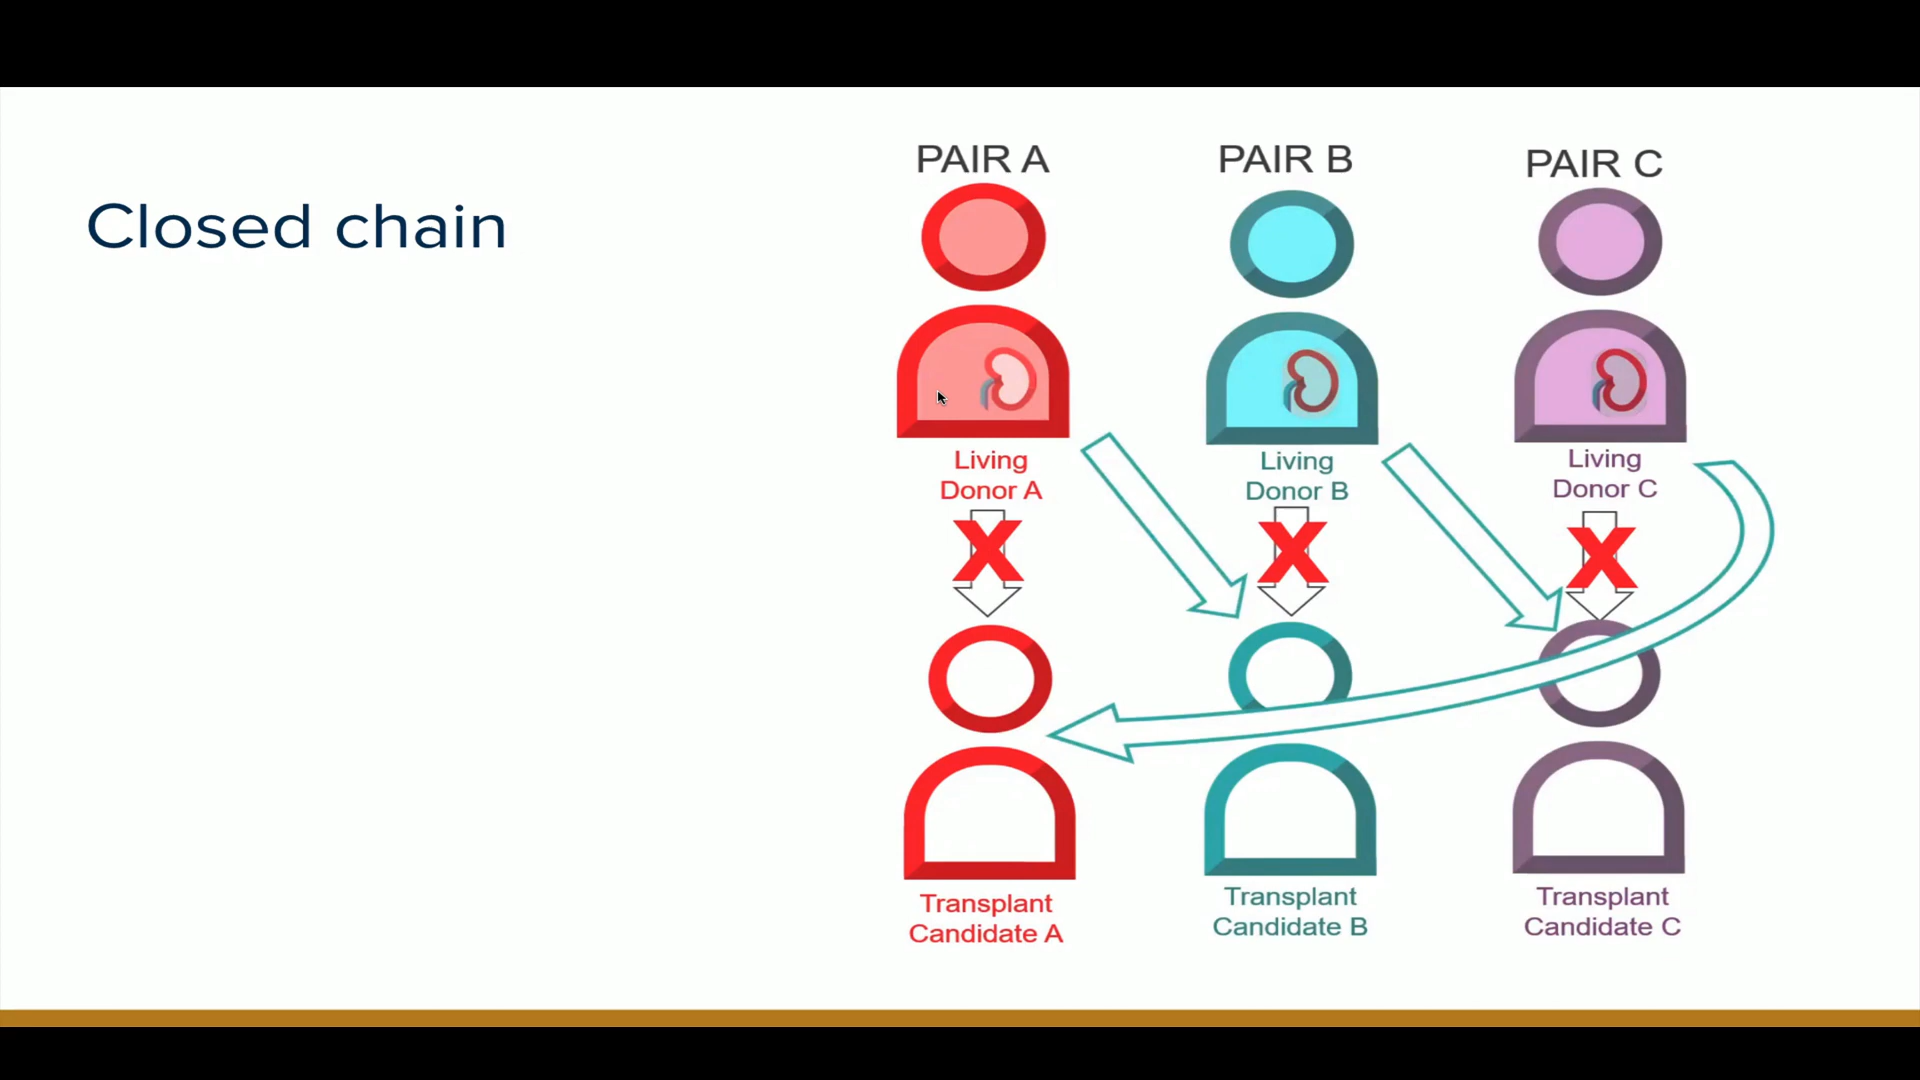 Closed chain
PAIR A
PAIR B
PAIR C
Living
Donor A
Living
Donor B
Living
Donor C
X
X
X
Transplant
Candidate A
Transplant
Candidate B
Transplant
Candidate C